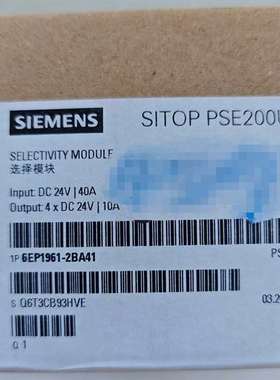 SIEMENS
SITOP PSE200U
SELECTIVITY MODULE
选择模块
Input: DC 24V | 40A
Output: 4 x DC 24V | 10A
1P 6EP1961-2BA41
PS
S Q6T3CB93HVE
03.2
Q 1